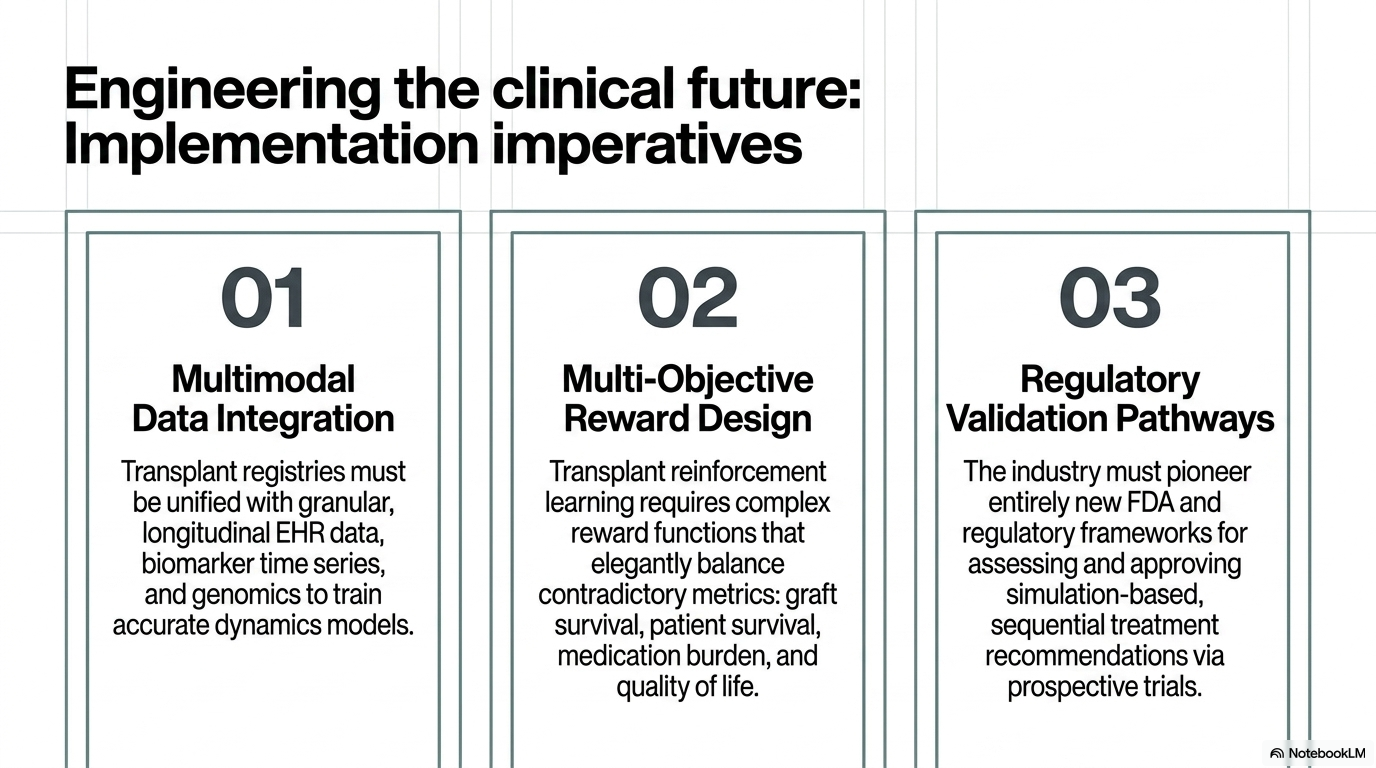 Engineering the clinical future:
Implementation imperatives
01
Multimodal
Data Integration
Transplant registries must
be unified with granular,
longitudinal EHR data,
biomarker time series,
and genomics to train
accurate dynamics models.
02
Multi-Objective
Reward Design
Transplant reinforcement
learning requires complex
reward functions that
elegantly balance
contradictory metrics: graft
survival, patient survival,
medication burden, and
quality of life.
03
Regulatory
Validation Pathways
The industry must pioneer
entirely new FDA and
regulatory frameworks for
assessing and approving
simulation-based,
sequential treatment
recommendations via
prospective trials.
NotebookLM